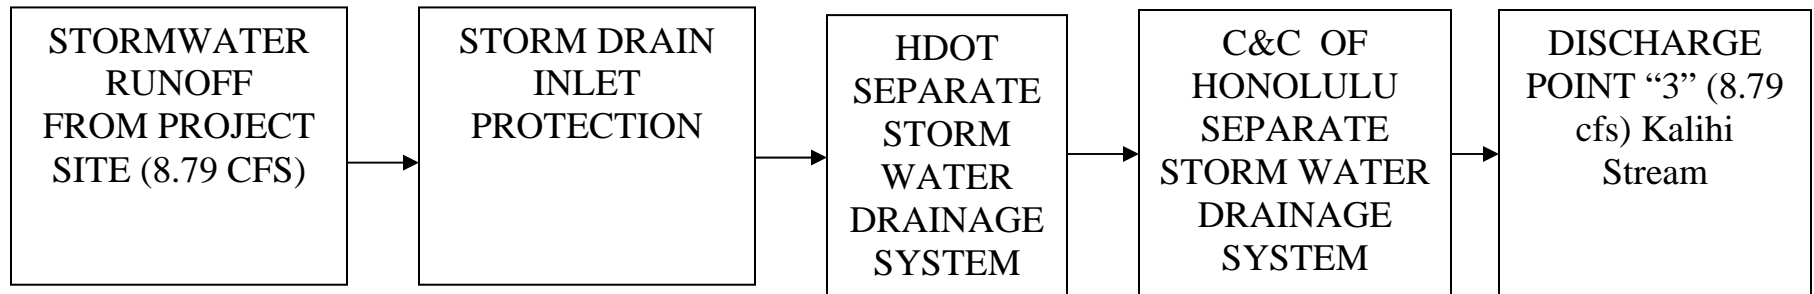 STORMWATER
RUNOFF
FROM PROJECT
SITE (8.79 CFS)
STORM DRAIN
INLET
PROTECTION
HDOT
SEPARATE
STORM
WATER
DRAINAGE
SYSTEM
C&C OF
HONOLULU
SEPARATE
STORM WATER
DRAINAGE
SYSTEM
DISCHARGE
POINT “3” (8.79
cfs) Kalihi
Stream